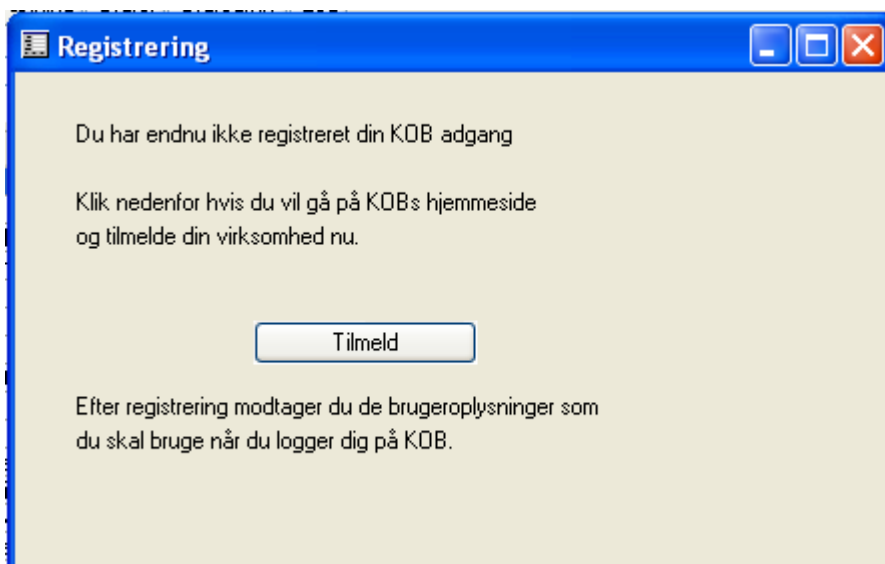 Registrering
Du har endnu ikke registreret din KOB adgang
Klik nedenfor hvis du vil gå på KOBs hjemmeside
og tilmelde din virksomhed nu.
Tilmeld
Efter registrering modtager du de brugeroplysninger som
du skal bruge når du logger dig på KOB.